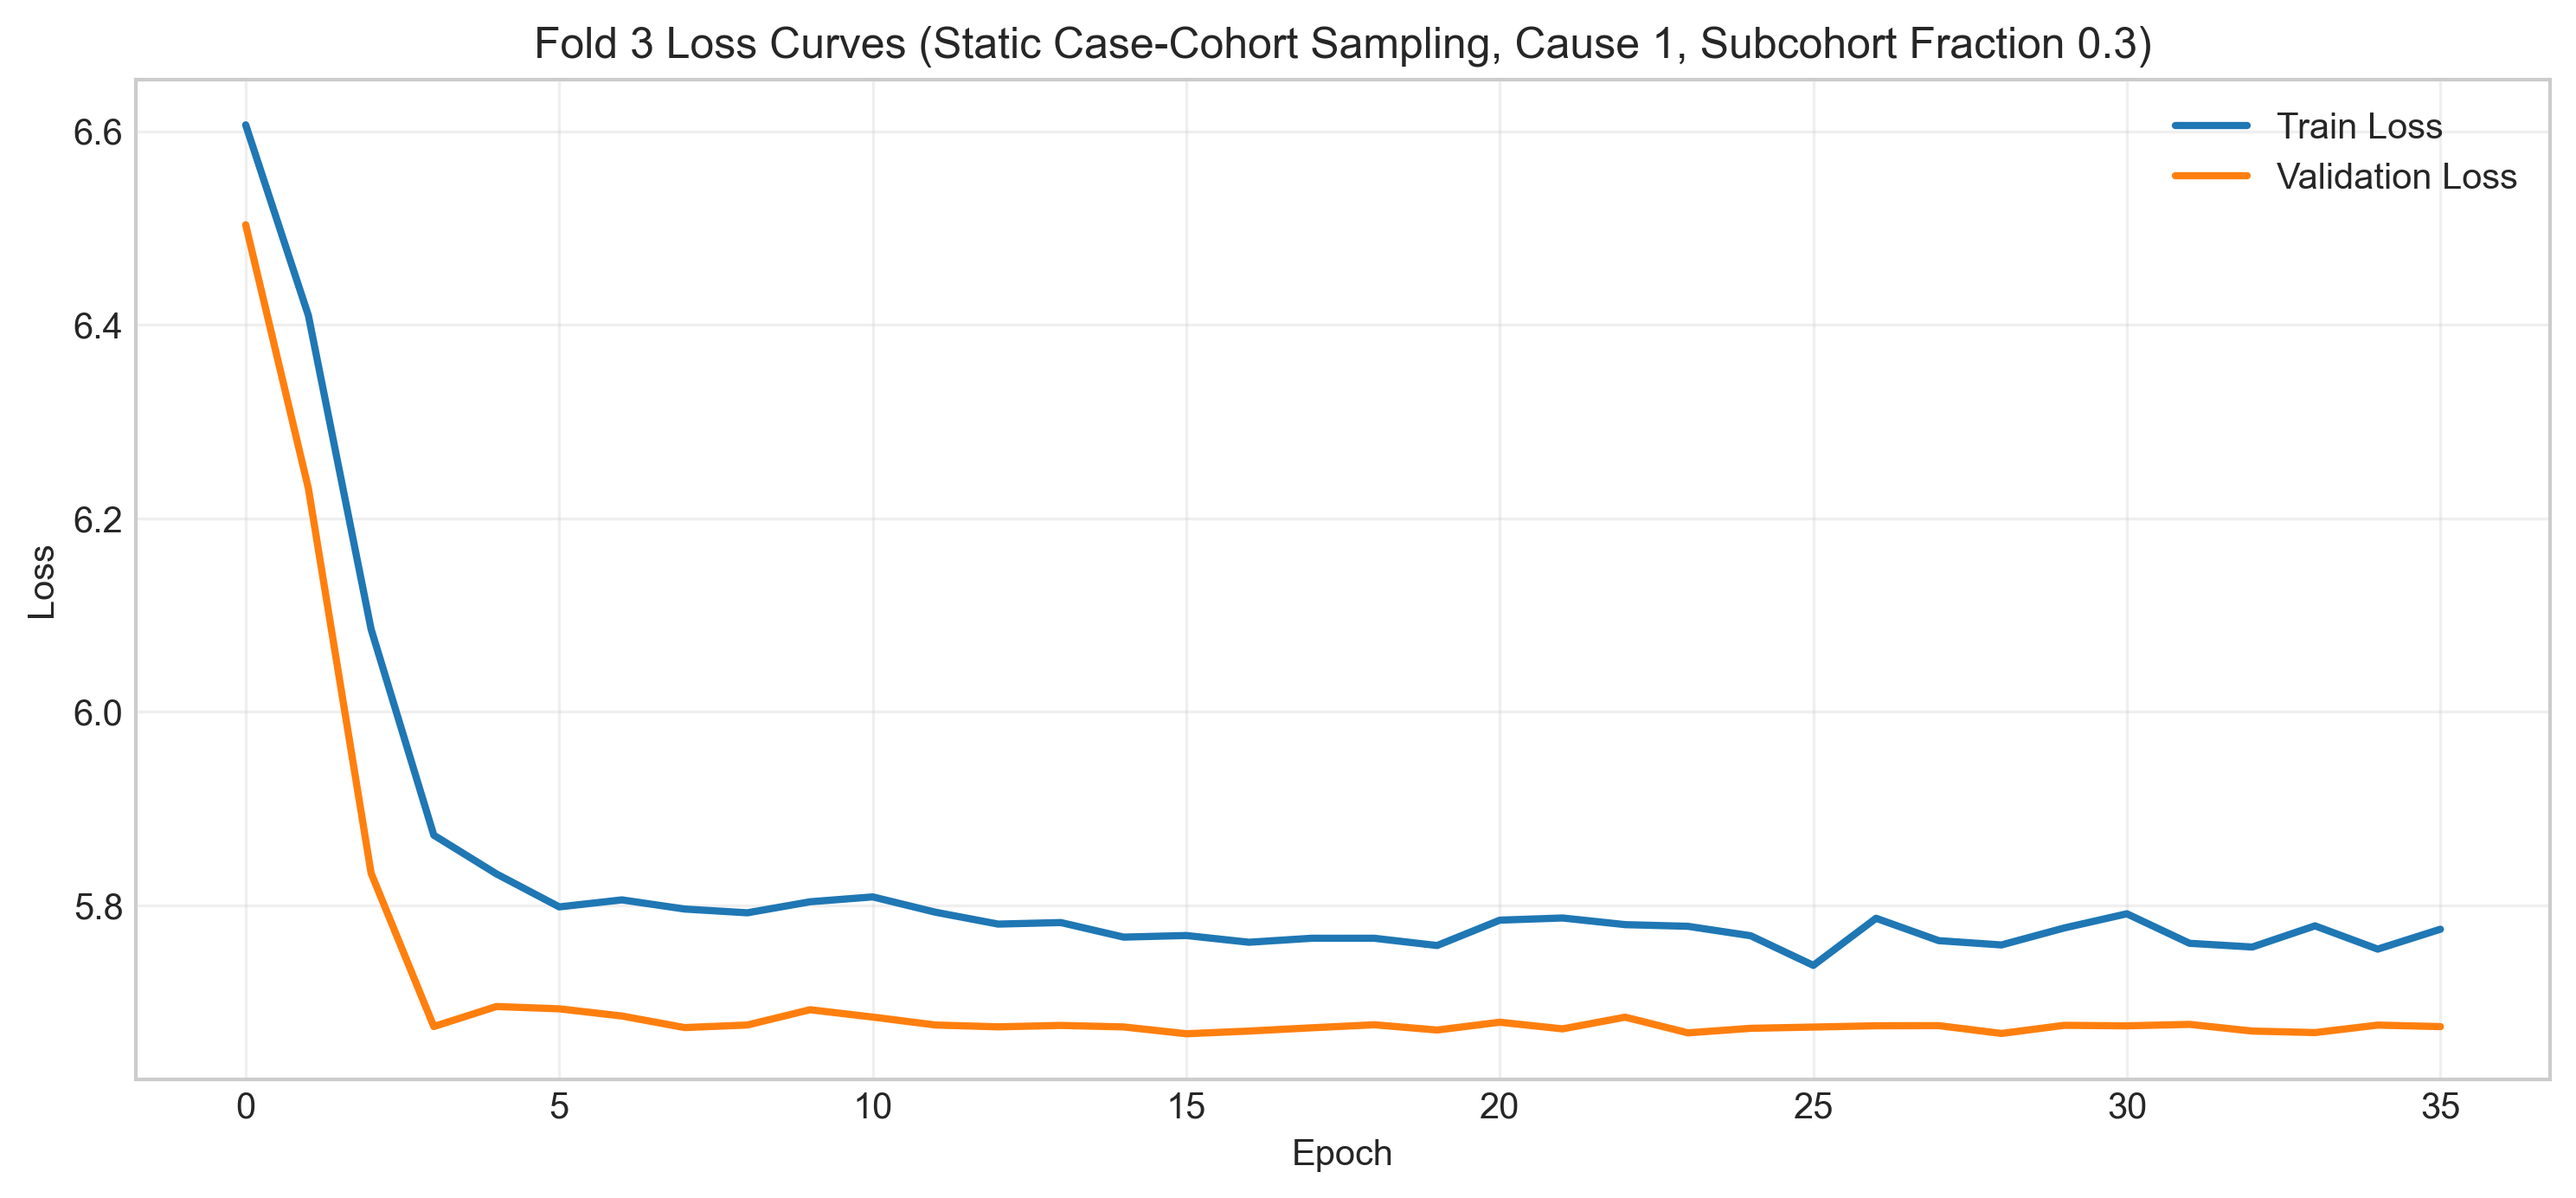 Fold 3 Loss Curves (Static Case-Cohort Sampling, Cause 1, Subcohort Fraction 0.3)
Train Loss
Validation Loss
6.6
6.4
6.2
6.0
5.8
Loss
0 5 10 15 20 25 30 35
Epoch